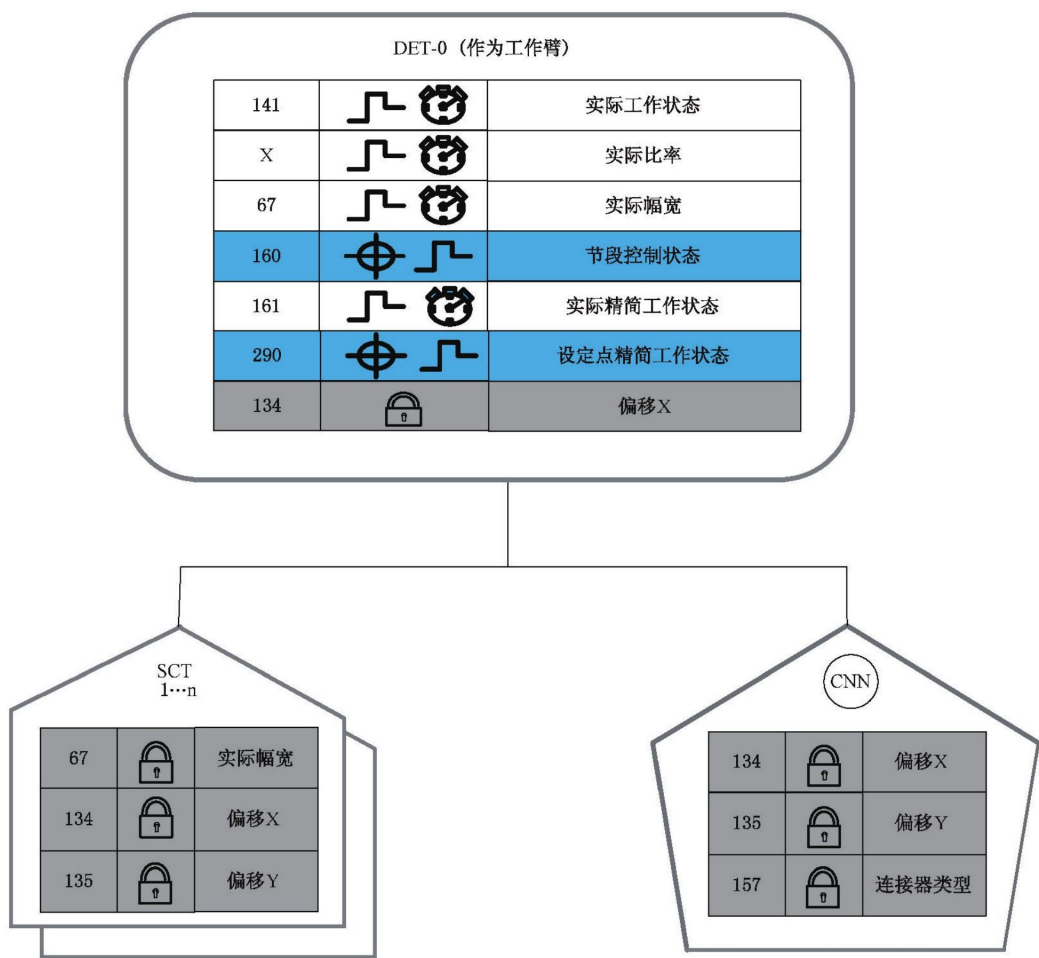 DET-0 (作为工作臂)
141 实际工作状态
X 实际比率
67 实际幅宽
160 节段控制状态
161 实际精简工作状态
290 设定点精简工作状态
134 偏移X
SCT
1…n
67 实际幅宽
134 偏移X
135 偏移Y
CNN
134 偏移X
135 偏移Y
157 连接器类型